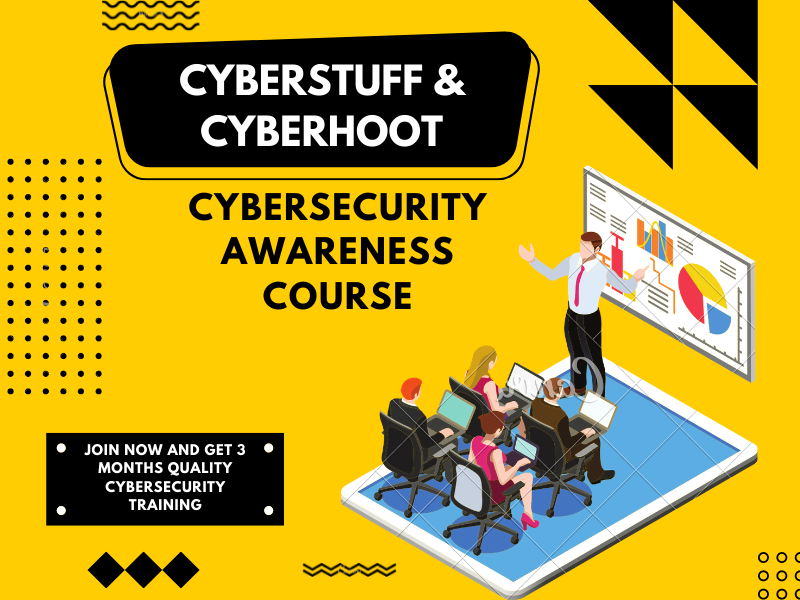 CYBERSTUFF &
CYBERHOOT
CYBERSECURITY
AWARENESS
COURSE
JOIN NOW AND GET 3
MONTHS QUALITY
CYBERSECURITY
TRAINING